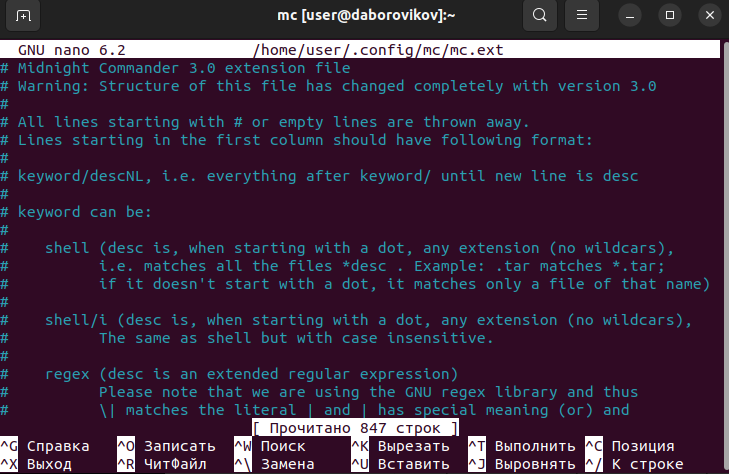 mc [user@daborovikov]:~
GNU nano 6.2 /home/user/.config/mc/mc.ext
# Midnight Commander 3.0 extension file
# Warning: Structure of this file has changed completely with version 3.0
#
# All lines starting with # or empty lines are thrown away.
# Lines starting in the first column should have following format:
#
# keyword/descNL, i.e. everything after keyword/ until new line is desc
#
# keyword can be:
#
#    shell (desc is, when starting with a dot, any extension (no wildcars),
#          i.e. matches all the files *desc . Example: .tar matches *.tar;
#          if it doesn't start with a dot, it matches only a file of that name)
#
#    shell/i (desc is, when starting with a dot, any extension (no wildcars),
#          The same as shell but with case insensitive.
#
#    regex (desc is an extended regular expression)
#          Please note that we are using the GNU regex library and thus
#          \| matches the literal | and | has special meaning (or) and
[ Прочитано 847 строк ]
^G Справка ^O Записать ^W Поиск ^K Вырезать ^T Выполнить ^C Позиция
^X Выход ^R ЧитФайл ^\ Замена ^U Вставить ^J Выровнять ^/ К строке